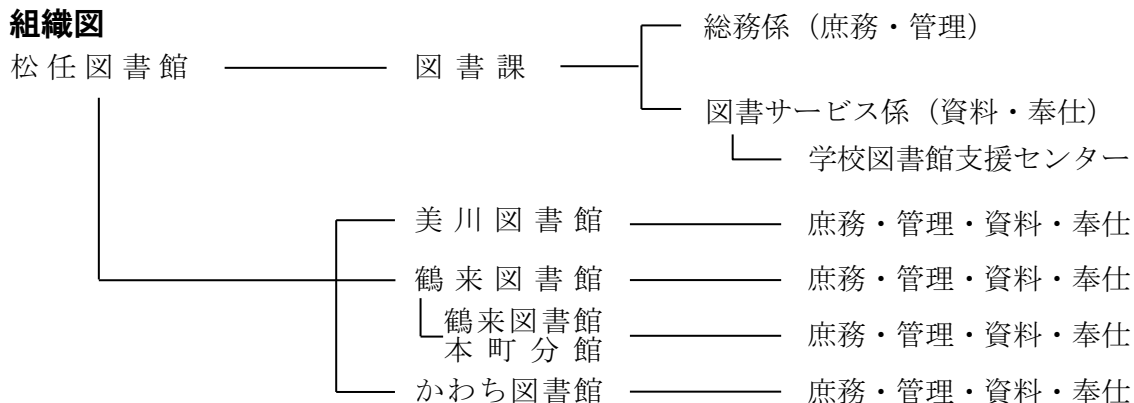 組織図
総務係（庶務・管理）
松任図書館 図書課
図書サービス係（資料・奉仕）
学校図書館支援センター
美川図書館 庶務・管理・資料・奉仕
鶴来図書館 庶務・管理・資料・奉仕
鶴来図書館
本町分館 庶務・管理・資料・奉仕
かわち図書館 庶務・管理・資料・奉仕